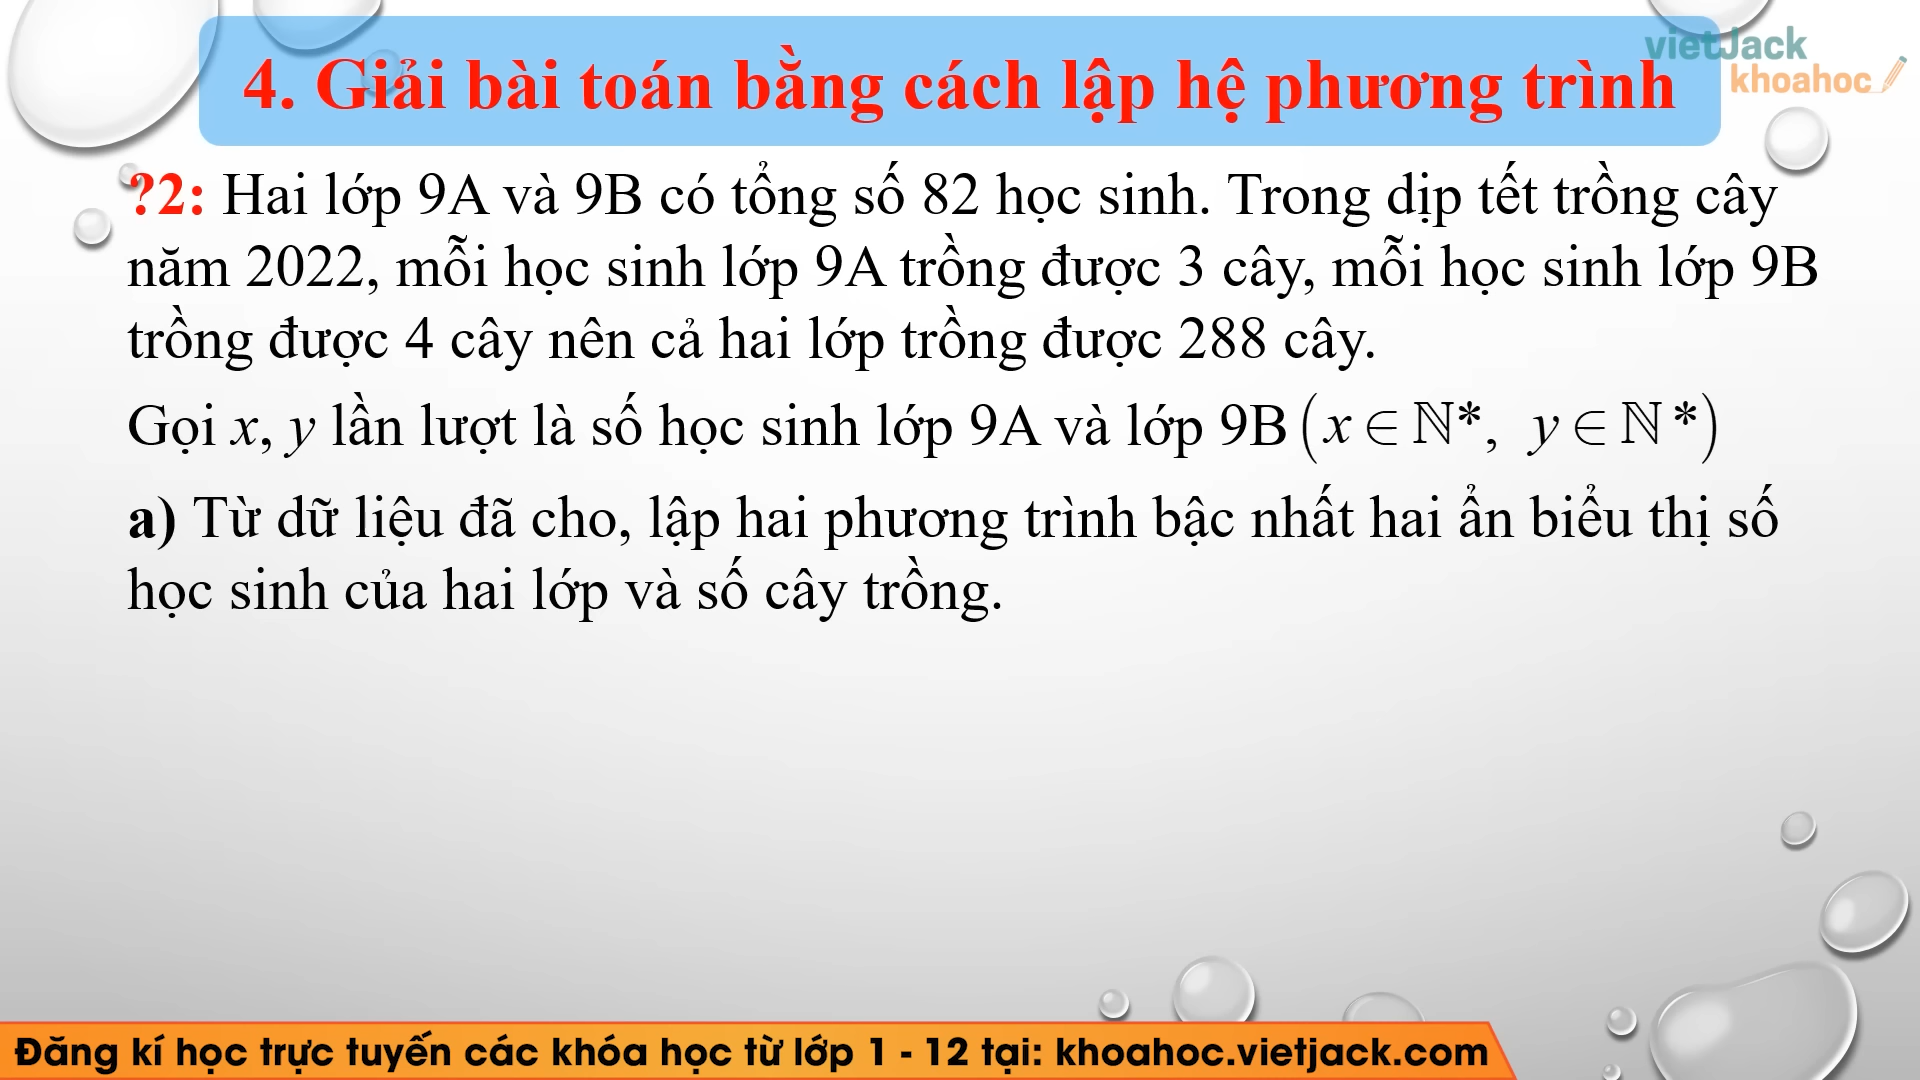 vietJack
khoahoc
4. Giải bài toán bằng cách lập hệ phương trình
?2: Hai lớp 9A và 9B có tổng số 82 học sinh. Trong dịp tết trồng cây
năm 2022, mỗi học sinh lớp 9A trồng được 3 cây, mỗi học sinh lớp 9B
trồng được 4 cây nên cả hai lớp trồng được 288 cây.
Gọi x, y lần lượt là số học sinh lớp 9A và lớp 9B (x ∈ ℕ*, y ∈ ℕ*)
a) Từ dữ liệu đã cho, lập hai phương trình bậc nhất hai ẩn biểu thị số
học sinh của hai lớp và số cây trồng.
Đăng kí học trực tuyến các khóa học từ lớp 1 - 12 tại: khoahoc.vietjack.com